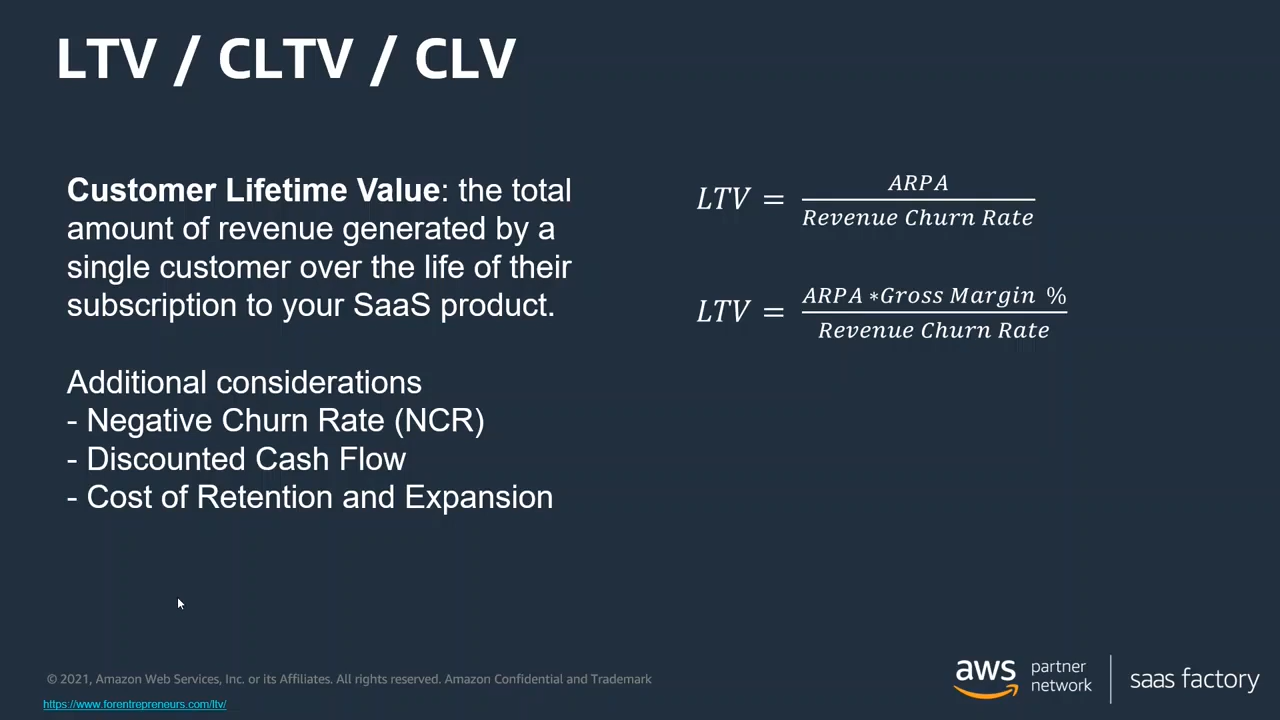 LTV / CLTV / CLV
Customer Lifetime Value: the total
amount of revenue generated by a
single customer over the life of their
subscription to your SaaS product.
Additional considerations
- Negative Churn Rate (NCR)
- Discounted Cash Flow
- Cost of Retention and Expansion
LTV = ARPA / Revenue Churn Rate
LTV = ARPA *Gross Margin % / Revenue Churn Rate
© 2021, Amazon Web Services, Inc. or its Affiliates. All rights reserved. Amazon Confidential and Trademark
https://www.forentrepreneurs.com/ltv/
aws partner network
saas factory